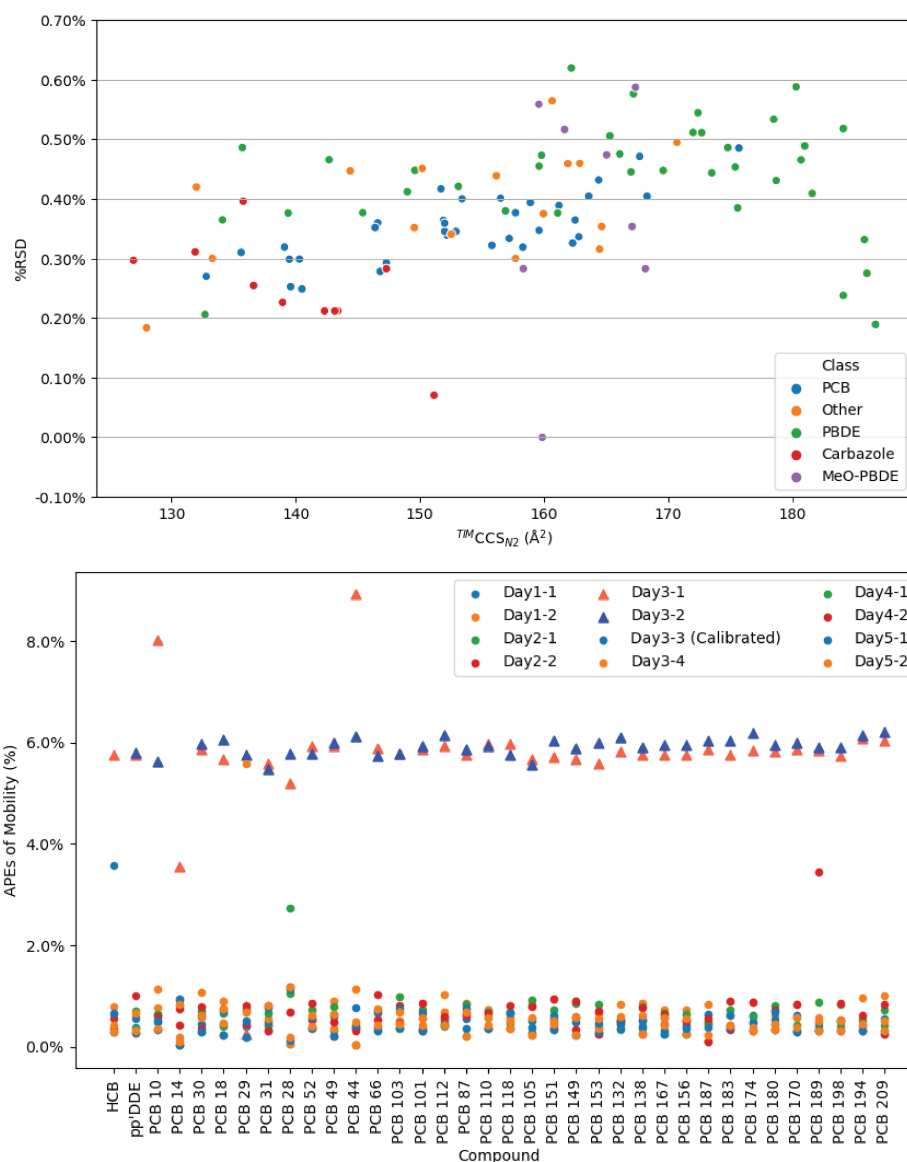 0.70%
0.60%
0.50%
0.40%
0.30%
0.20%
0.10%
0.00%
-0.10%
%RSD
130 140 150 160 170 180
TIMCCSN2 (Å2)
Class
PCB
Other
PBDE
Carbazole
MeO-PBDE
8.0%
6.0%
4.0%
2.0%
0.0%
APEs of Mobility (%)
Day1-1 Day3-1 Day4-1
Day1-2 Day3-2 Day4-2
Day2-1 Day3-3 (Calibrated) Day5-1
Day2-2 Day3-4 Day5-2
HCB
pp'DDE
PCB 10
PCB 14
PCB 30
PCB 18
PCB 29
PCB 31
PCB 28
PCB 52
PCB 49
PCB 44
PCB 66
PCB 103
PCB 101
PCB 112
PCB 87
PCB 110
PCB 118
PCB 105
PCB 151
PCB 149
PCB 153
PCB 132
PCB 138
PCB 167
PCB 156
PCB 187
PCB 183
PCB 174
PCB 180
PCB 170
PCB 189
PCB 198
PCB 194
PCB 209
Compound